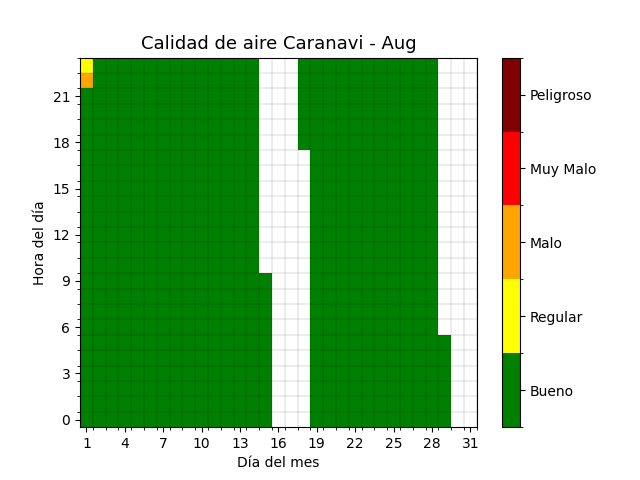 Calidad de aire Caranavi - Aug
Hora del día
21
18
15
12
9
6
3
0
1 4 7 10 13 16 19 22 25 28 31
Día del mes
Peligroso
Muy Malo
Malo
Regular
Bueno